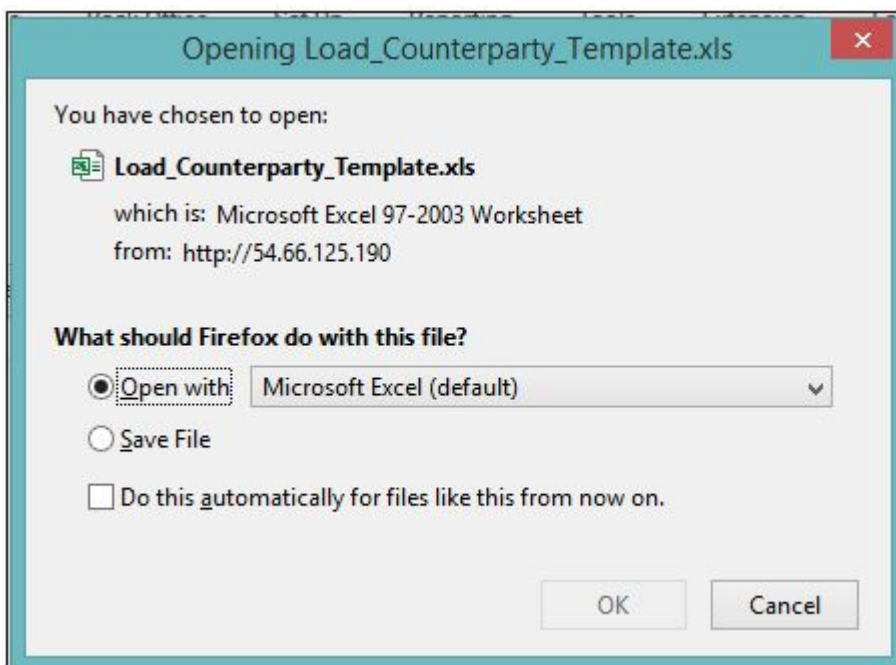 Opening Load_Counterparty_Template.xls
You have chosen to open:
Load_Counterparty_Template.xls
which is: Microsoft Excel 97-2003 Worksheet
from: http://54.66.125.190
What should Firefox do with this file?
Open with Microsoft Excel (default)
Save File
Do this automatically for files like this from now on.
OK Cancel